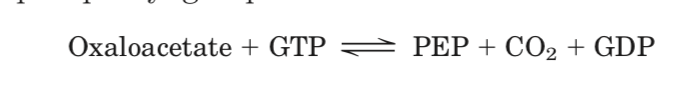 Oxaloacetate + GTP ⇌ PEP + CO₂ + GDP